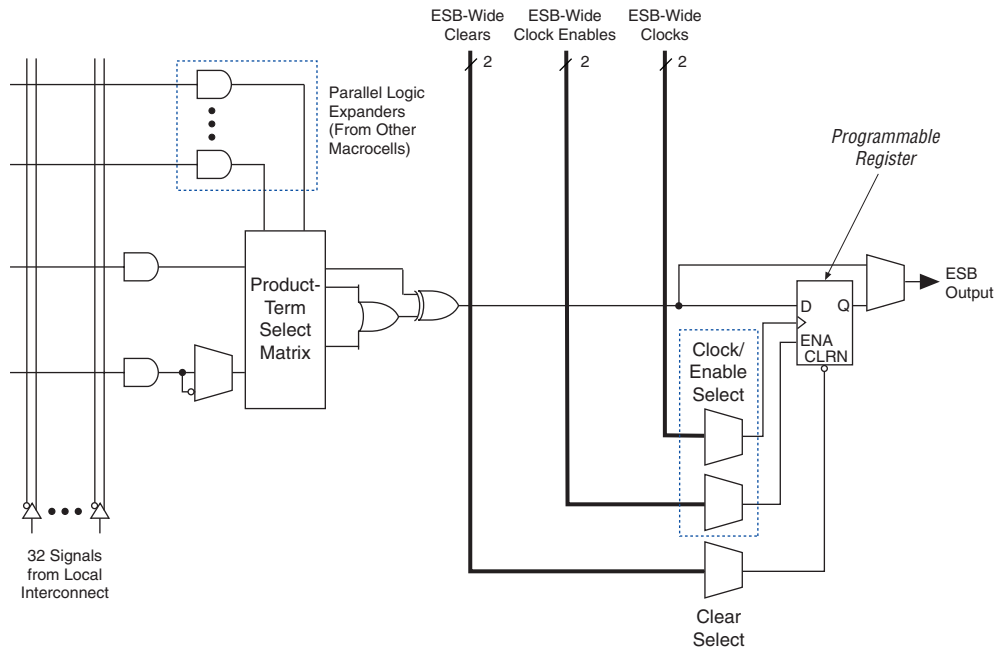 ESB-Wide
Clears
ESB-Wide
Clock Enables
ESB-Wide
Clocks
2
2
2
Parallel Logic
Expanders
(From Other
Macrocells)
Programmable
Register
Product-
Term
Select
Matrix
ESB
Output
D
Q
ENA
CLRN
Clock/
Enable
Select
32 Signals
from Local
Interconnect
Clear
Select